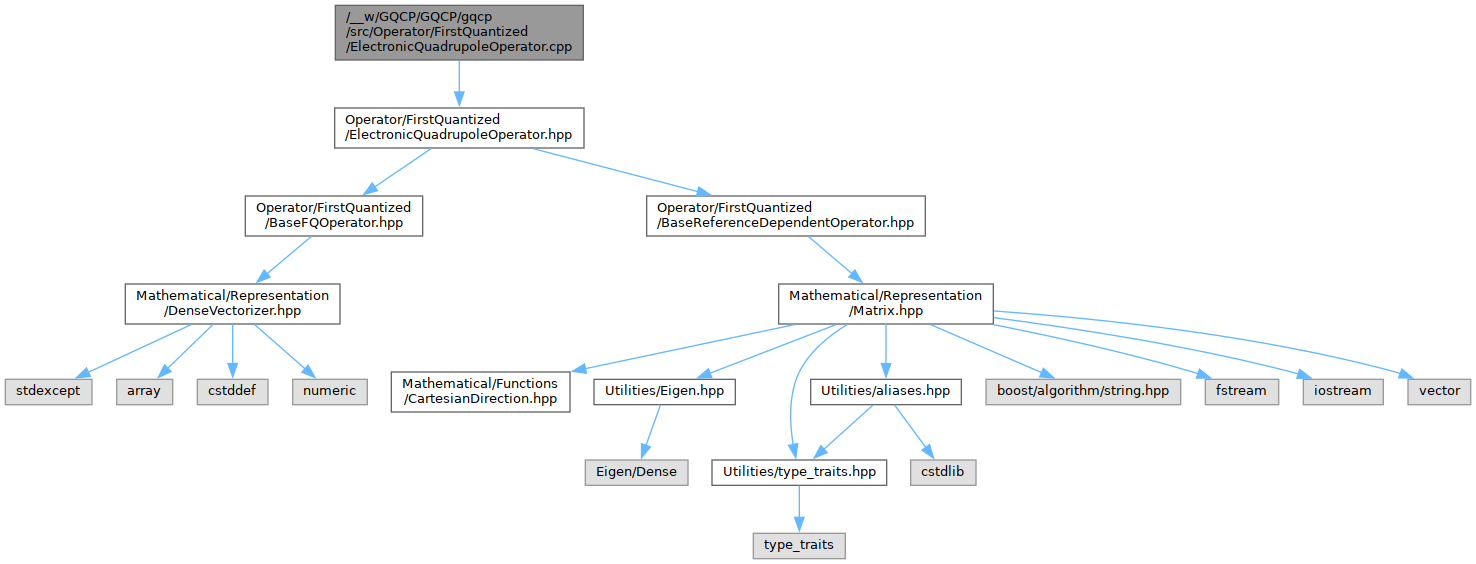 /__w/GQCP/GQCP/gqcp
/src/Operator/FirstQuantized
/ElectronicQuadrupoleOperator.cpp
Operator/FirstQuantized
/ElectronicQuadrupoleOperator.hpp
Operator/FirstQuantized
/BaseFQOperator.hpp
Operator/FirstQuantized
/BaseReferenceDependentOperator.hpp
Mathematical/Representation
/DenseVectorizer.hpp
Mathematical/Representation
/Matrix.hpp
stdexcept
array
cstddef
numeric
Mathematical/Functions
/CartesianDirection.hpp
Utilities/Eigen.hpp
Utilities/aliases.hpp
boost/algorithm/string.hpp
fstream
iostream
vector
Eigen/Dense
Utilities/type_traits.hpp
cstdlib
type_traits